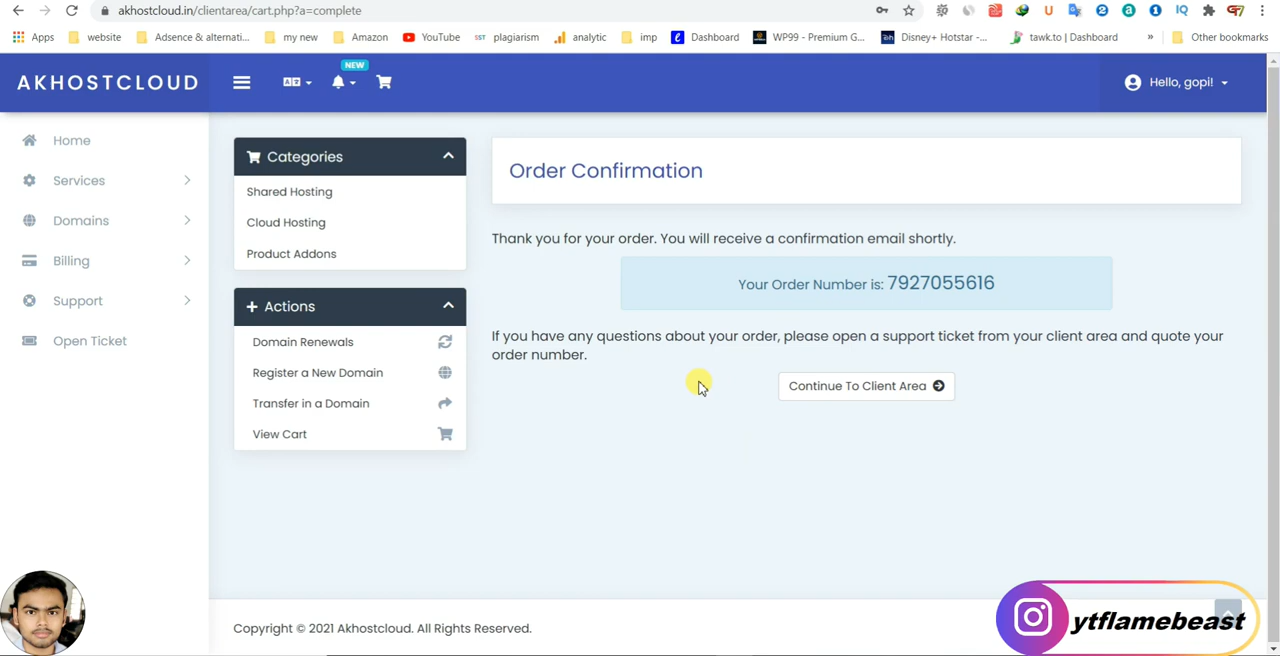 akhostcloud.in/clientarea/cart.php?a=complete
Apps website Adsence & alternati... my new Amazon YouTube SST plagiarism analytic imp Dashboard WP99 - Premium G... Disney+ Hotstar -... tawk.to | Dashboard » Other bookmarks
AKHOSTCLOUD
NEW
Hello, gopi!
Home
Services
Domains
Billing
Support
Open Ticket
Categories
Shared Hosting
Cloud Hosting
Product Addons
Actions
Domain Renewals
Register a New Domain
Transfer in a Domain
View Cart
Order Confirmation
Thank you for your order. You will receive a confirmation email shortly.
Your Order Number is: 7927055616
If you have any questions about your order, please open a support ticket from your client area and quote your
order number.
Continue To Client Area
Copyright © 2021 Akhostcloud. All Rights Reserved.
ytflamebeast